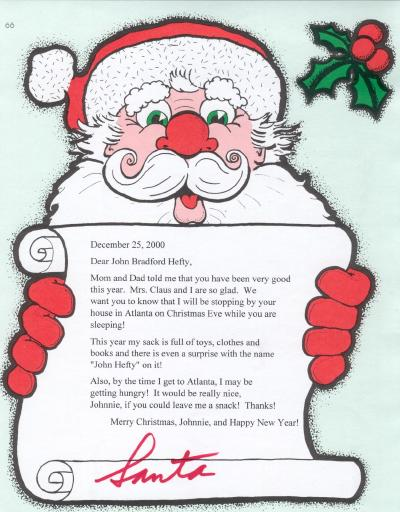 66
December 25, 2000
Dear John Bradford Hefty,
Mom and Dad told me that you have been very good
this year. Mrs. Claus and I are so glad. We
want you to know that I will be stopping by your
house in Atlanta on Christmas Eve while you are
sleeping!
This year my sack is full of toys, clothes and
books and there is even a surprise with the name
"John Hefty" on it!
Also, by the time I get to Atlanta, I may be
getting hungry! It would be really nice,
Johnnie, if you could leave me a snack! Thanks!
Merry Christmas, Johnnie, and Happy New Year!
Santa